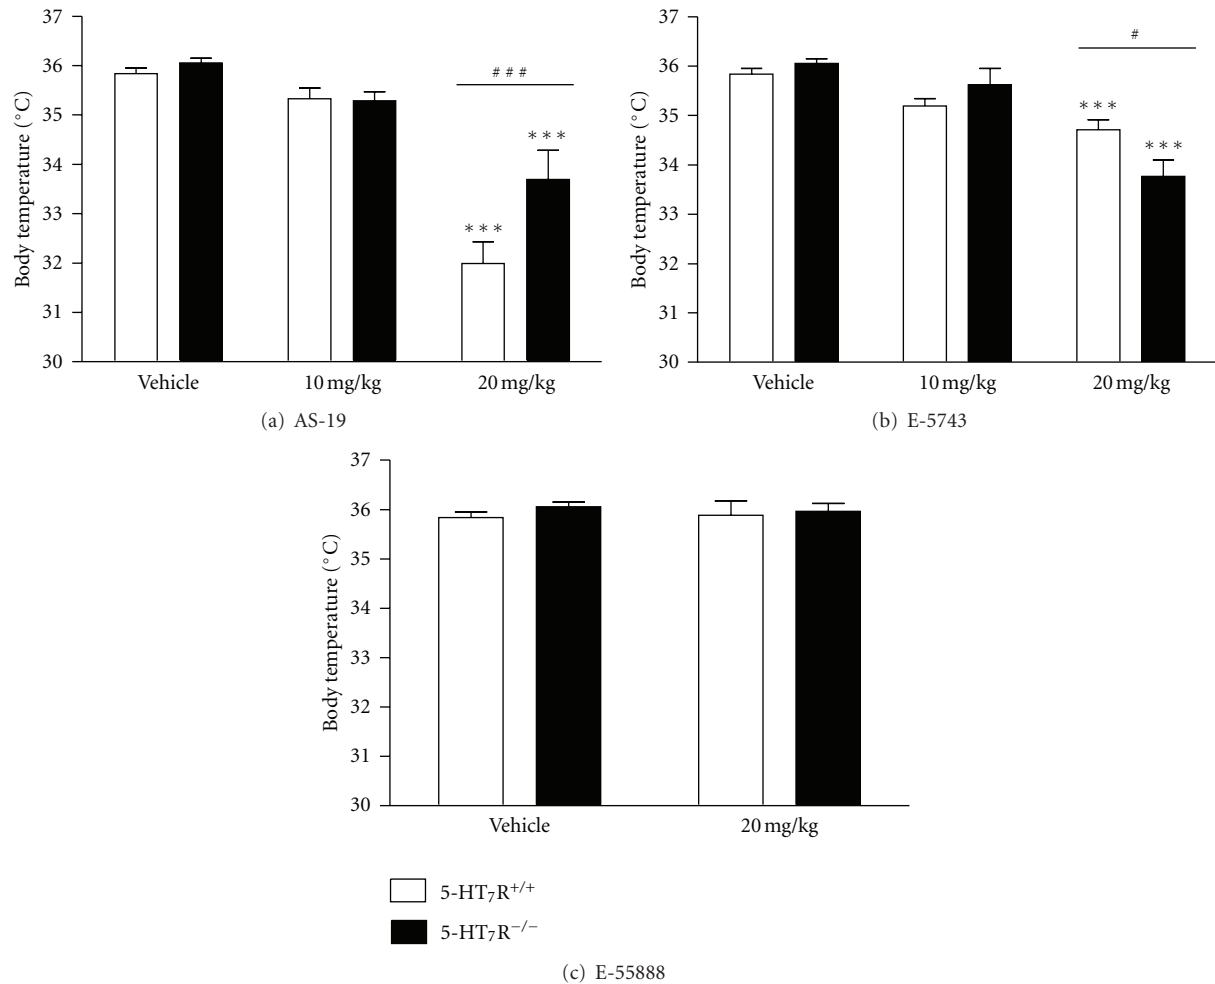 37
36
35
34
33
32
31
30
Body temperature (°C)
###
***
***
Vehicle
10 mg/kg
20 mg/kg
(a) AS-19
37
36
35
34
33
32
31
30
Body temperature (°C)
#
***
***
Vehicle
10 mg/kg
20 mg/kg
(b) E-5743
37
36
35
34
33
32
31
30
Body temperature (°C)
Vehicle
20 mg/kg
5-HT₇R⁺/⁺
5-HT₇R⁻/⁻
(c) E-55888